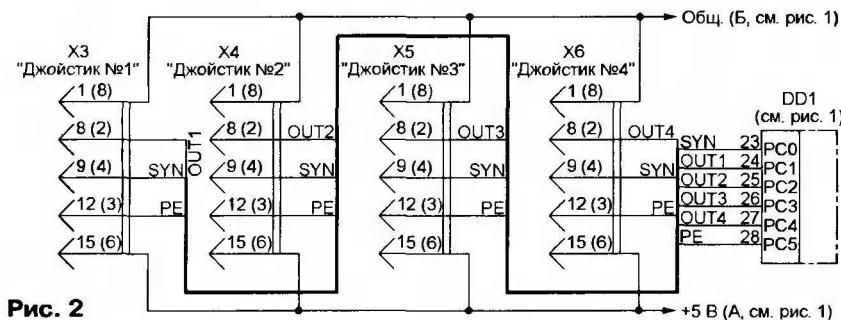 Общ. (Б, см. рис. 1)
X3
"Джойстик №1"
X4
"Джойстик №2"
X5
"Джойстик №3"
X6
"Джойстик №4"
DD1
(см. рис. 1)
1 (8)
8 (2)
OUT1
9 (4)
SYN
12 (3)
PE
15 (6)
1 (8)
8 (2)
OUT2
9 (4)
SYN
12 (3)
PE
15 (6)
1 (8)
8 (2)
OUT3
9 (4)
SYN
12 (3)
PE
15 (6)
1 (8)
8 (2)
OUT4
9 (4)
SYN
12 (3)
PE
15 (6)
SYN 23 PC0
OUT1 24 PC1
OUT2 25 PC2
OUT3 26 PC3
OUT4 27 PC4
PE 28 PC5
Рис. 2
+5 В (А, см. рис. 1)